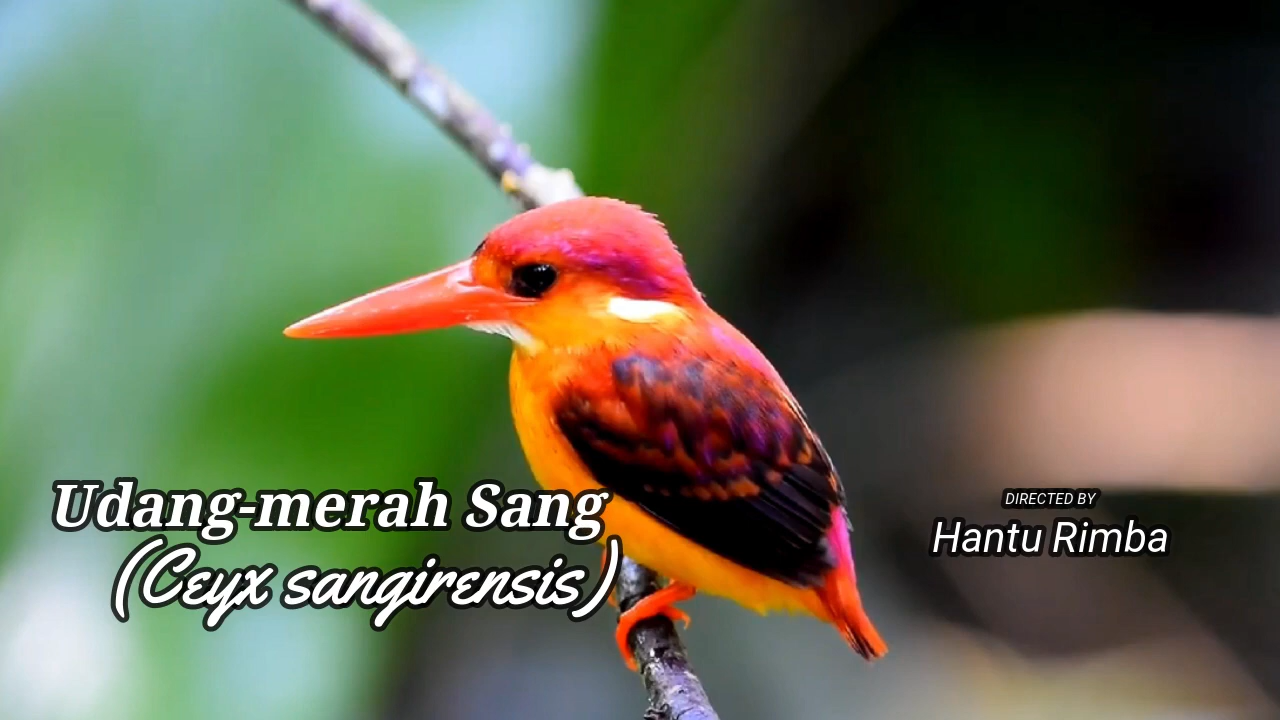 Udang-merah Sang
(Ceyx sangirensis)
DIRECTED BY
Hantu Rimba